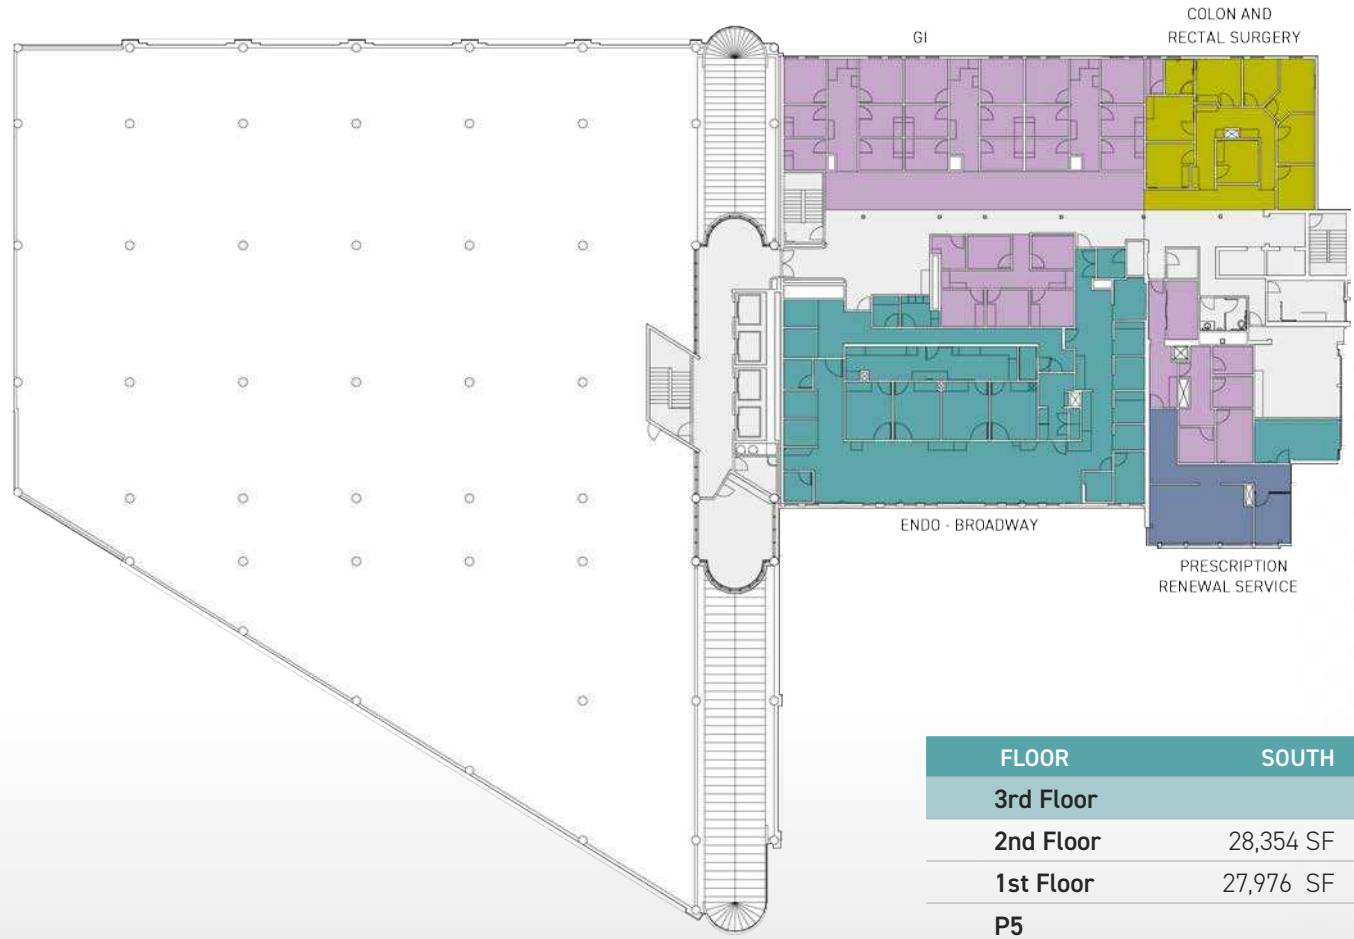 COLON AND
RECTAL SURGERY
GI
ENDO - BROADWAY
PRESCRIPTION
RENEWAL SERVICE
FLOOR SOUTH
3rd Floor
2nd Floor 28,354 SF
1st Floor 27,976 SF
P5